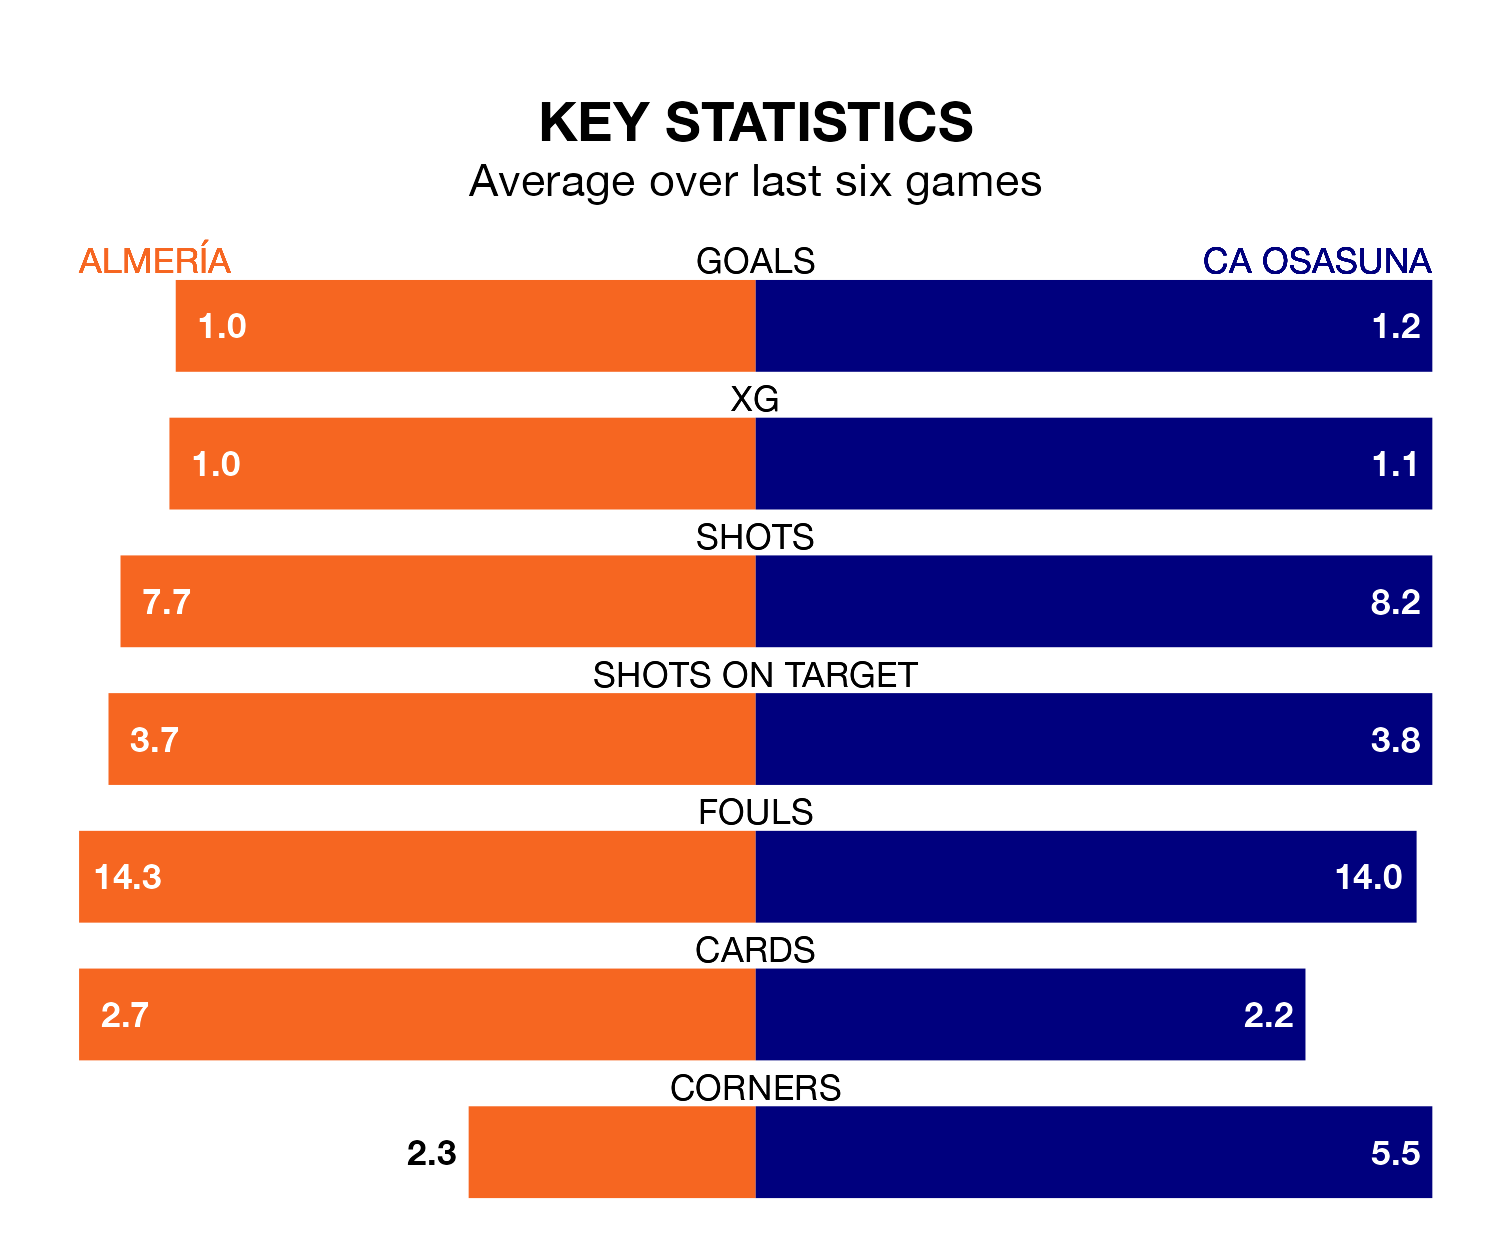 KEY STATISTICS
Average over last six games
ALMERÍA GOALS CA OSASUNA
1.0 1.2
XG
1.0 1.1
SHOTS
7.7 8.2
SHOTS ON TARGET
3.7 3.8
FOULS
14.3 14.0
CARDS
2.7 2.2
CORNERS
2.3 5.5